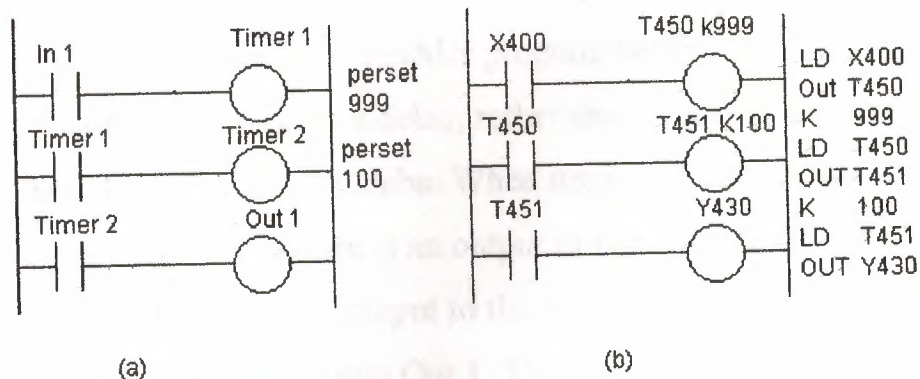 In 1
Timer 1
perset
999
Timer 1
Timer 2
perset
100
Timer 2
Out 1
(a)
X400
T450 k999
T450
T451 K100
T451
Y430
LD X400
Out T450
K 999
LD T450
OUT T451
K 100
LD T451
OUT Y430
(b)